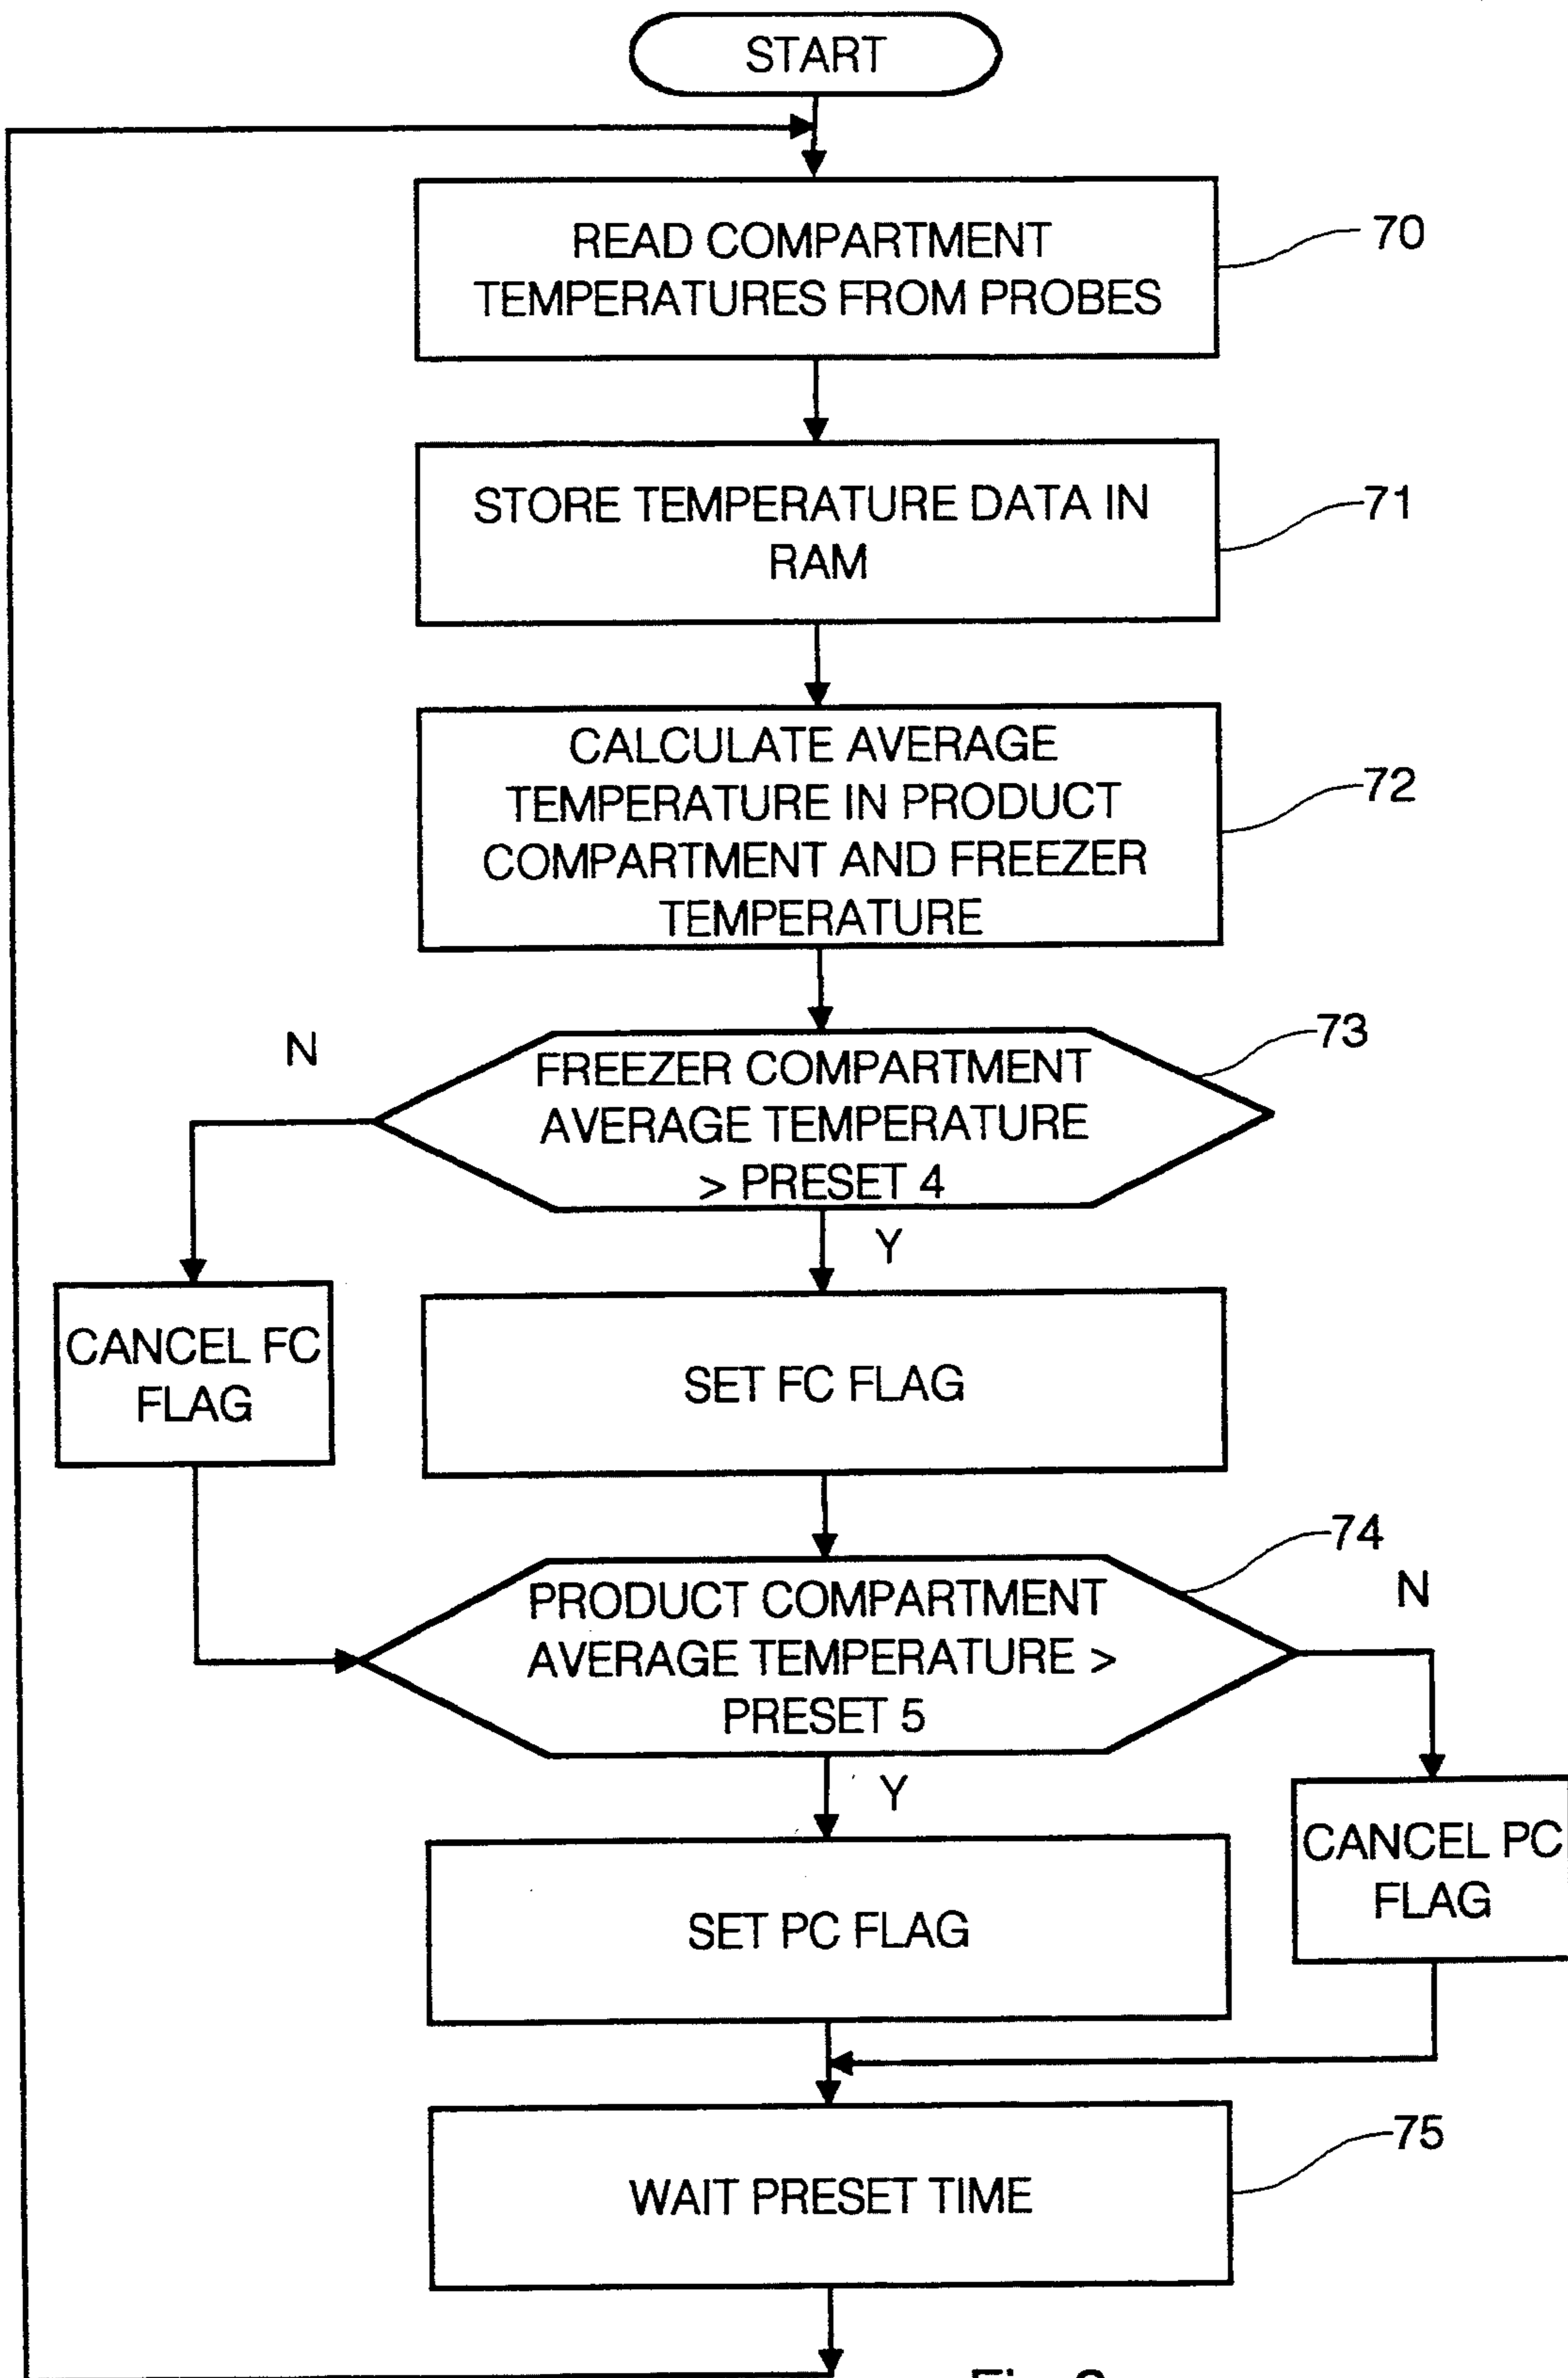 START
READ COMPARTMENT
TEMPERATURES FROM PROBES
70
STORE TEMPERATURE DATA IN
RAM
71
CALCULATE AVERAGE
TEMPERATURE IN PRODUCT
COMPARTMENT AND FREEZER
TEMPERATURE
72
N
FREEZER COMPARTMENT
AVERAGE TEMPERATURE
> PRESET 4
73
Y
CANCEL FC
FLAG
SET FC FLAG
PRODUCT COMPARTMENT
AVERAGE TEMPERATURE >
PRESET 5
74
N
Y
CANCEL PC
FLAG
SET PC FLAG
WAIT PRESET TIME
75